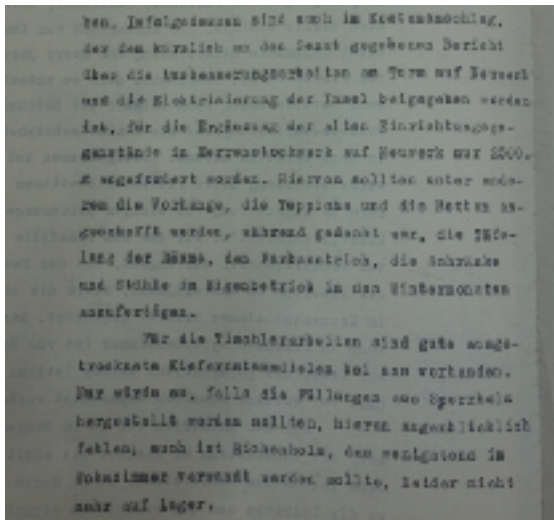 ken. Infolgedessen sind auch im Kostenanschlag,
der dem kürzlich an den Senat gegebenen Bericht
über die Ausbesserungsarbeiten am Turm auf Neuwerk
und die Elektrisierung der Insel beigegeben worden
ist, für die Ergänzung der alten Einrichtungsge-
genstände im Herrenstockwerk auf Neuwerk nur 2500.
M angefordert worden. Hiervon sollten unter ande-
rem die Vorhänge, die Teppiche und die Betten an-
geschafft werden, während gedacht war, die Täfe-
lung der Räume, den Farbanstrich, die Schränke
und Stühle im Eigenbetrieb in den Wintermonaten
anzufertigen.
Für die Tischlerarbeiten sind gute ausge-
trocknete Kiefernstammdielen bei uns vorhanden.
Nur würde es, falls die Füllungen aus Sperrholz
hergestellt werden sollten, hieran augenblicklich
fehlen; auch ist Eichenholz, das wenigstens im
verwandt werden sollte, leider nicht
mehr auf Lager.